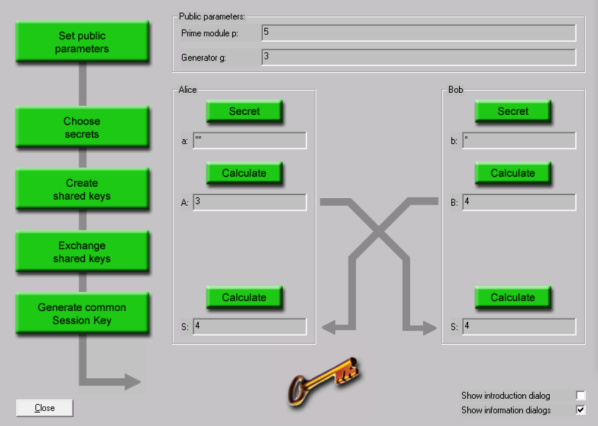 Set public
parameters
Public parameters:
Prime module p: 5
Generator g: 3
Choose
secrets
Create
shared keys
Exchange
shared keys
Generate common
Session Key
Alice
Secret
a: **
Calculate
A: 3
Calculate
S: 4
Bob
Secret
b: *
Calculate
B: 4
Calculate
S: 4
Close
Show introduction dialog
Show information dialogs